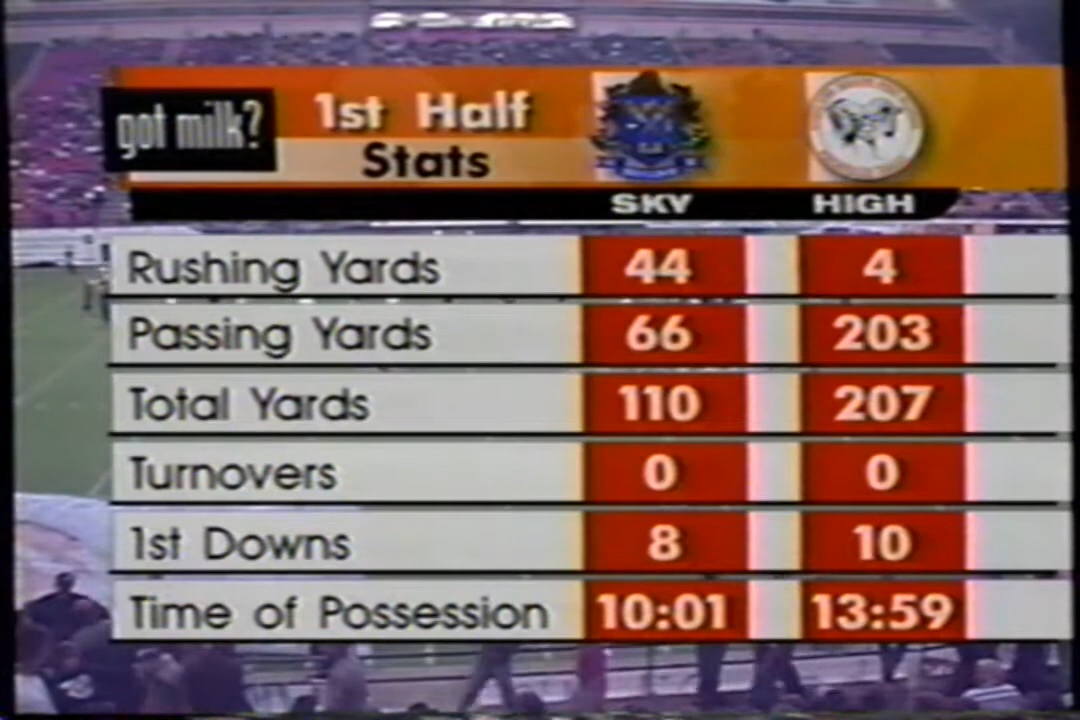 got milk?
1st Half
Stats
SKY HIGH
Rushing Yards 44 4
Passing Yards 66 203
Total Yards 110 207
Turnovers 0 0
1st Downs 8 10
Time of Possession 10:01 13:59